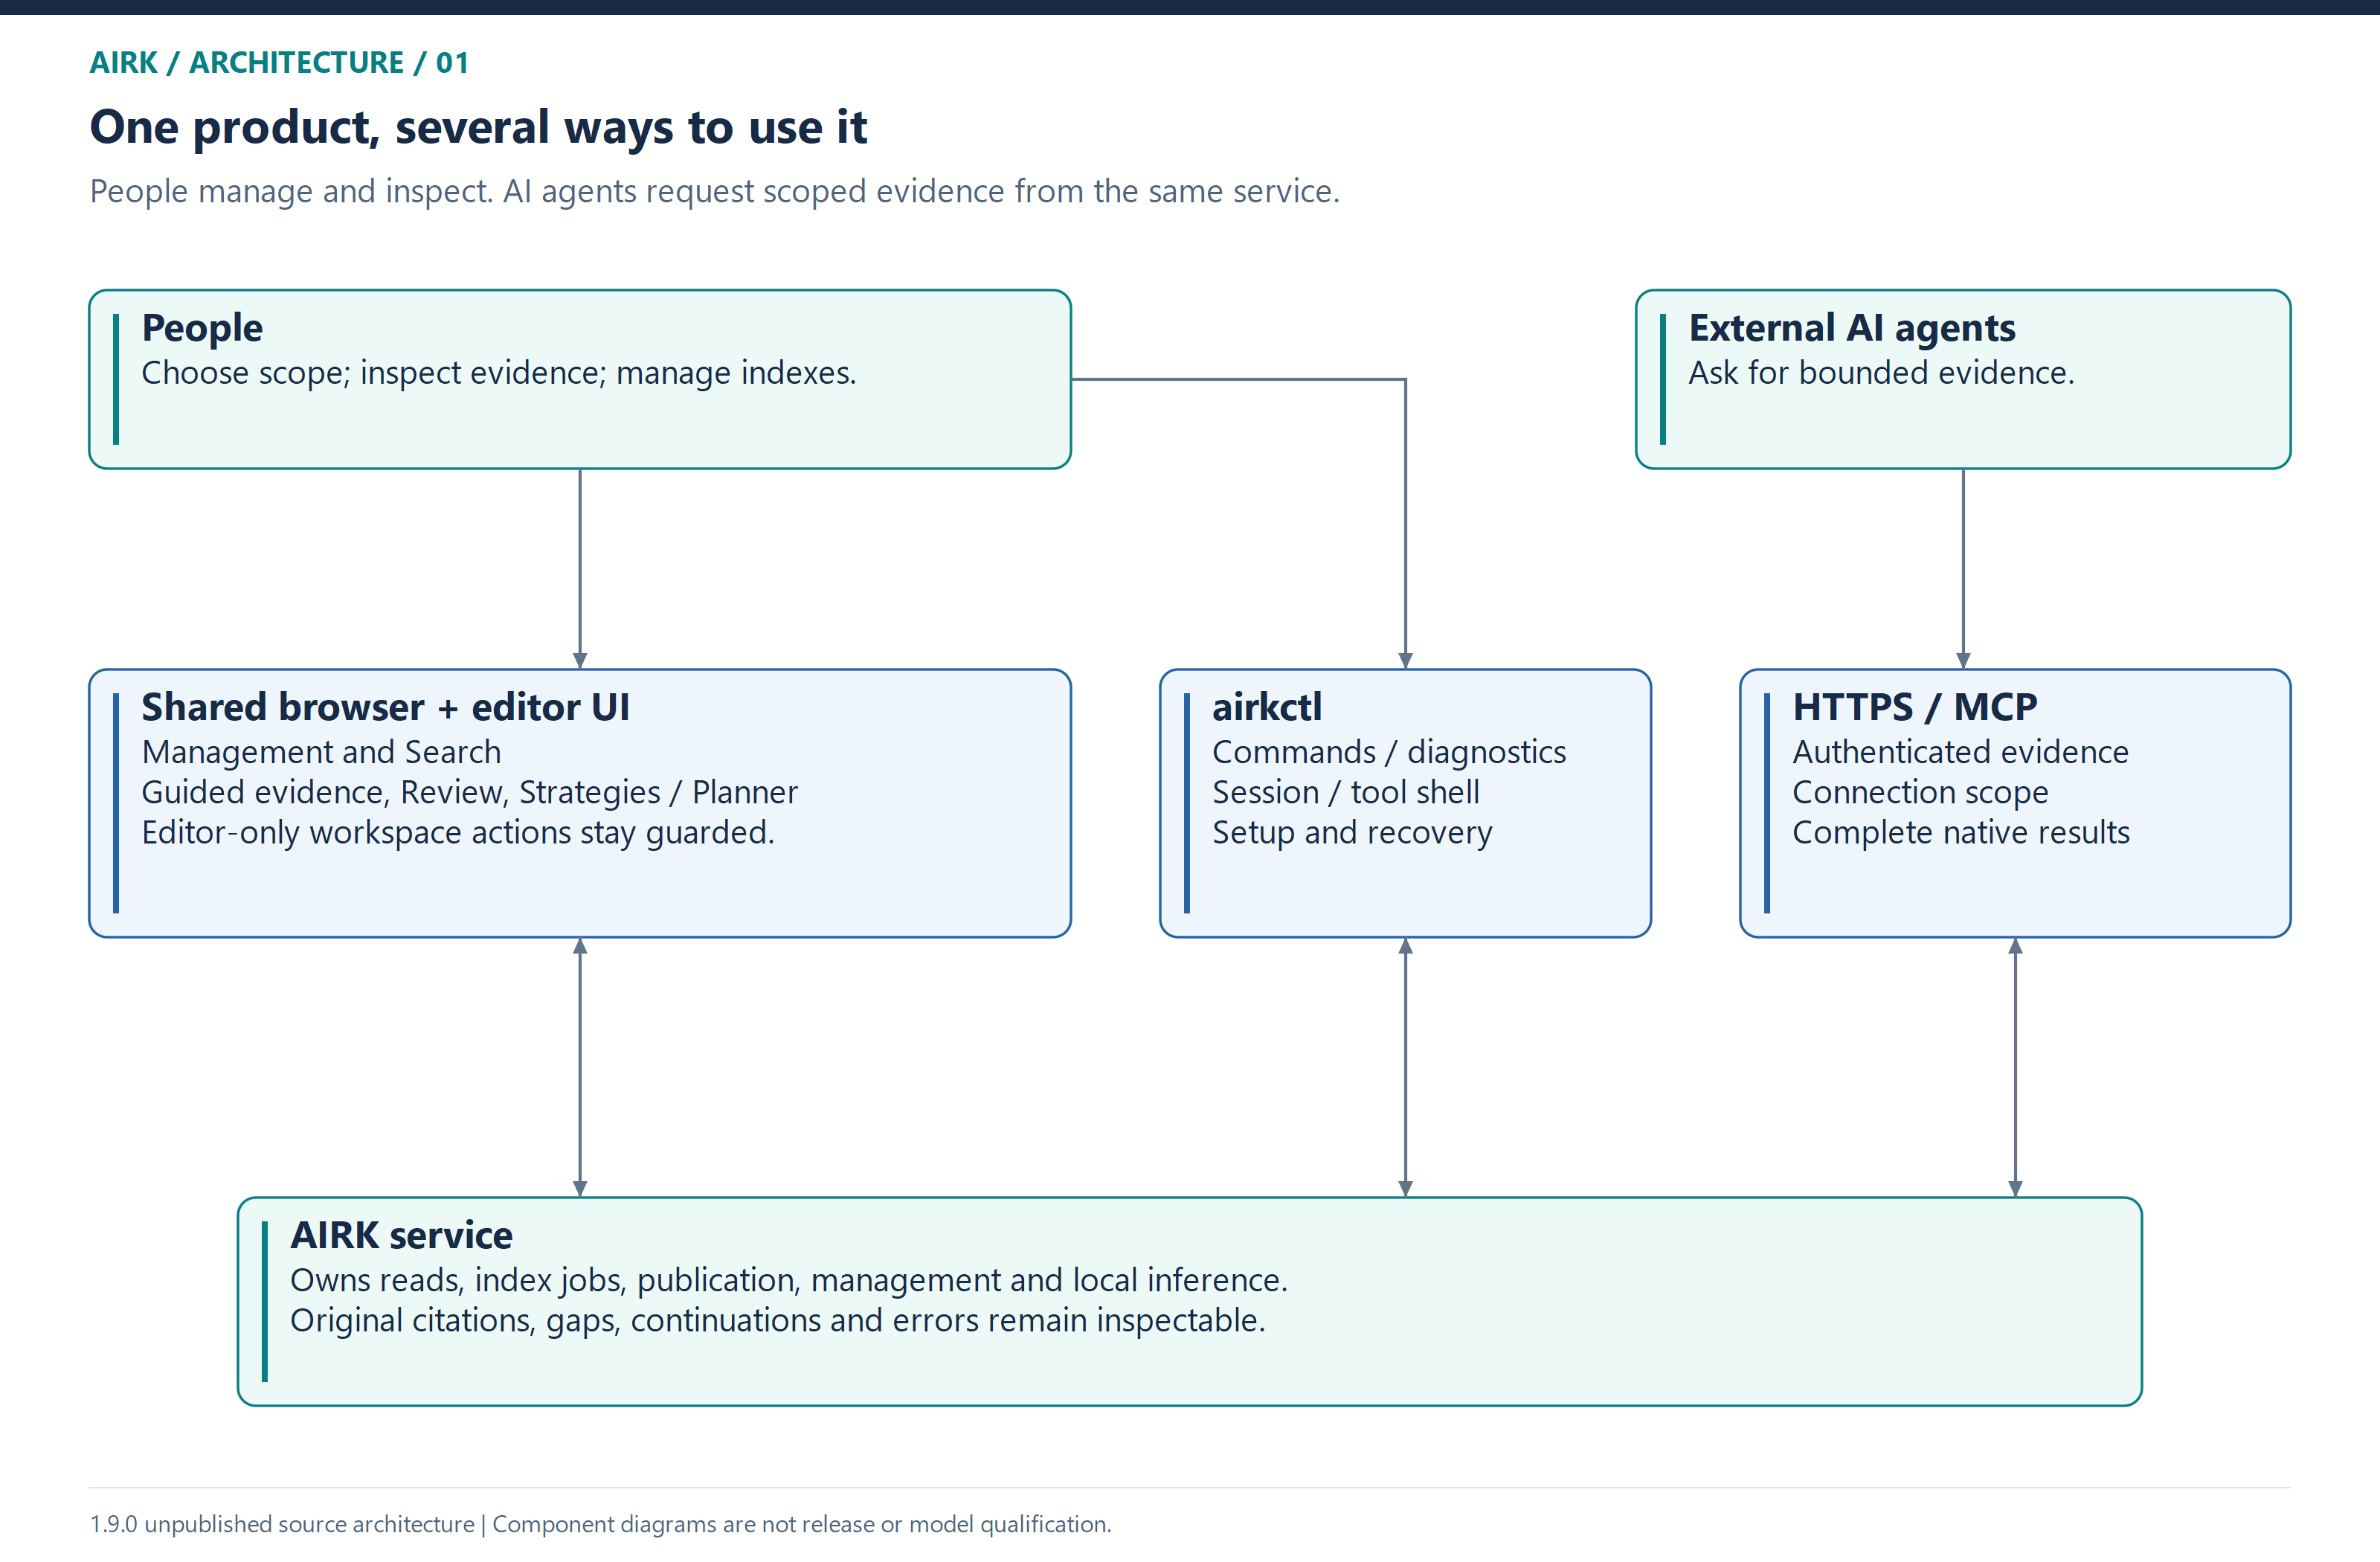 AIRK / ARCHITECTURE / 01
One product, several ways to use it
People manage and inspect. AI agents request scoped evidence from the same service.
People
Choose scope; inspect evidence; manage indexes.
External AI agents
Ask for bounded evidence.
Shared browser + editor UI
Management and Search
Guided evidence, Review, Strategies / Planner
Editor-only workspace actions stay guarded.
airkctl
Commands / diagnostics
Session / tool shell
Setup and recovery
HTTPS / MCP
Authenticated evidence
Connection scope
Complete native results
AIRK service
Owns reads, index jobs, publication, management and local inference.
Original citations, gaps, continuations and errors remain inspectable.
1.9.0 unpublished source architecture | Component diagrams are not release or model qualification.